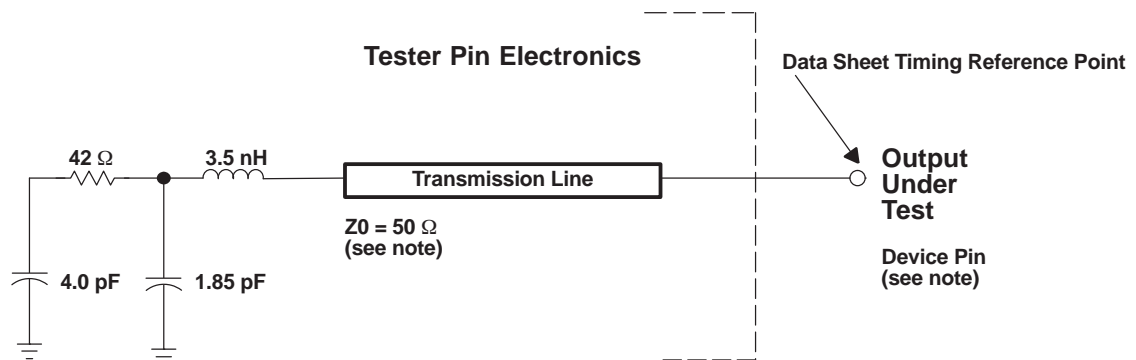 Tester Pin Electronics
Data Sheet Timing Reference Point
42 Ω
3.5 nH
Transmission Line
Output
Under
Test
Z0 = 50 Ω
(see note)
Device Pin
(see note)
4.0 pF
1.85 pF